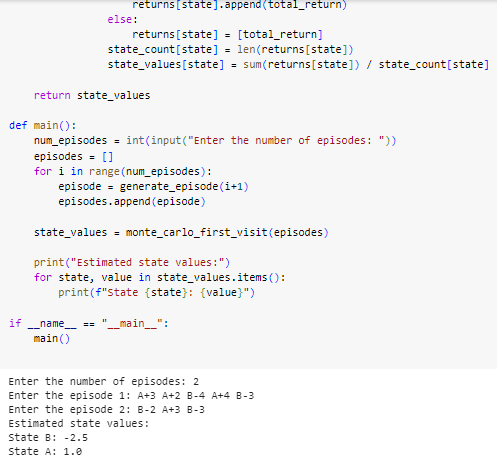 returns[state].append(total_return)
else:
returns[state] = [total_return]
state_count[state] = len(returns[state])
state_values[state] = sum(returns[state]) / state_count[state]
return state_values
def main():
num_episodes = int(input("Enter the number of episodes: "))
episodes = []
for i in range(num_episodes):
episode = generate_episode(i+1)
episodes.append(episode)
state_values = monte_carlo_first_visit(episodes)
print("Estimated state values:")
for state, value in state_values.items():
print(f"State {state}: {value}")
if __name__ == "__main__":
main()
Enter the number of episodes: 2
Enter the episode 1: A+3 A+2 B-4 A+4 B-3
Enter the episode 2: B-2 A+3 B-3
Estimated state values:
State B: -2.5
State A: 1.0